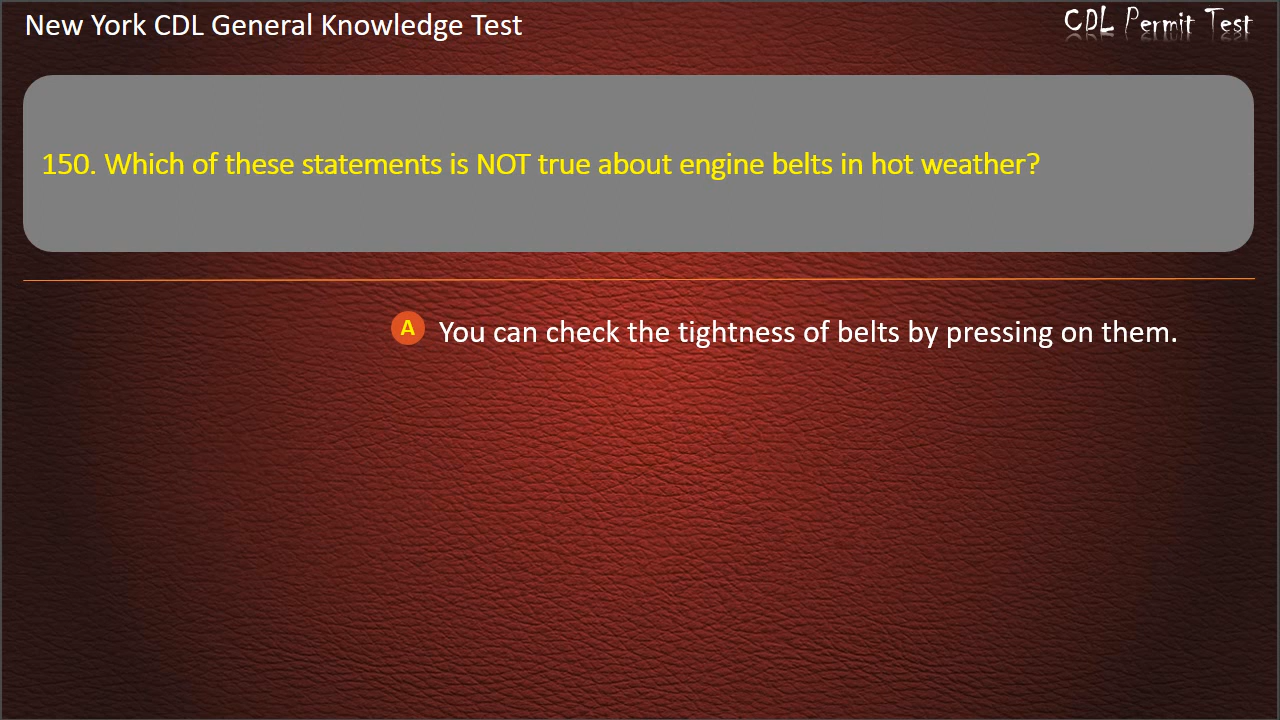 New York CDL General Knowledge Test
CDL Permit Test
150. Which of these statements is NOT true about engine belts in hot weather?
A You can check the tightness of belts by pressing on them.